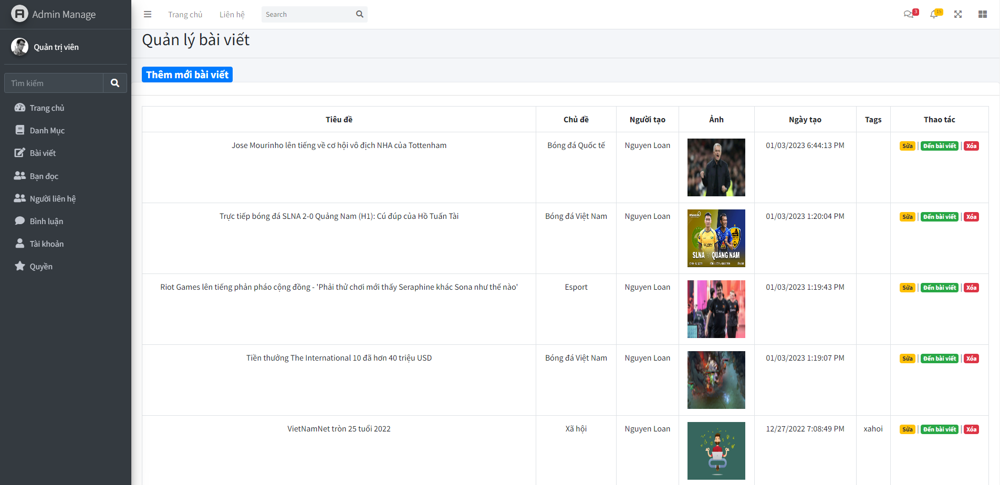 Admin Manage
Trang chủ
Liên hệ
Search
3
15
Quản trị viên
Tìm kiếm
Trang chủ
Danh Mục
Bài viết
Bạn đọc
Người liên hệ
Bình luận
Tài khoản
Quyền
Quản lý bài viết
Thêm mới bài viết
Tiêu đề Chủ đề Người tạo Ảnh Ngày tạo Tags Thao tác
Jose Mourinho lên tiếng về cơ hội vô địch NHA của Tottenham Bóng đá Quốc tế Nguyen Loan 01/03/2023 6:44:13 PM Sửa | Đến bài viết | Xóa
Trực tiếp bóng đá SLNA 2-0 Quảng Nam (H1): Cú đúp của Hồ Tuấn Tài Bóng đá Việt Nam Nguyen Loan 01/03/2023 1:20:04 PM Sửa | Đến bài viết | Xóa
SLNA QUẢNG NAM
Riot Games lên tiếng phản pháo cộng đồng - 'Phải thử chơi mới thấy Seraphine khác Sona như thế nào' Esport Nguyen Loan 01/03/2023 1:19:43 PM Sửa | Đến bài viết | Xóa
Tiền thưởng The International 10 đã hơn 40 triệu USD Bóng đá Việt Nam Nguyen Loan 01/03/2023 1:19:07 PM Sửa | Đến bài viết | Xóa
VietNamNet tròn 25 tuổi 2022 Xã hội Nguyen Loan 12/27/2022 7:08:49 PM xahoi Sửa | Đến bài viết | Xóa